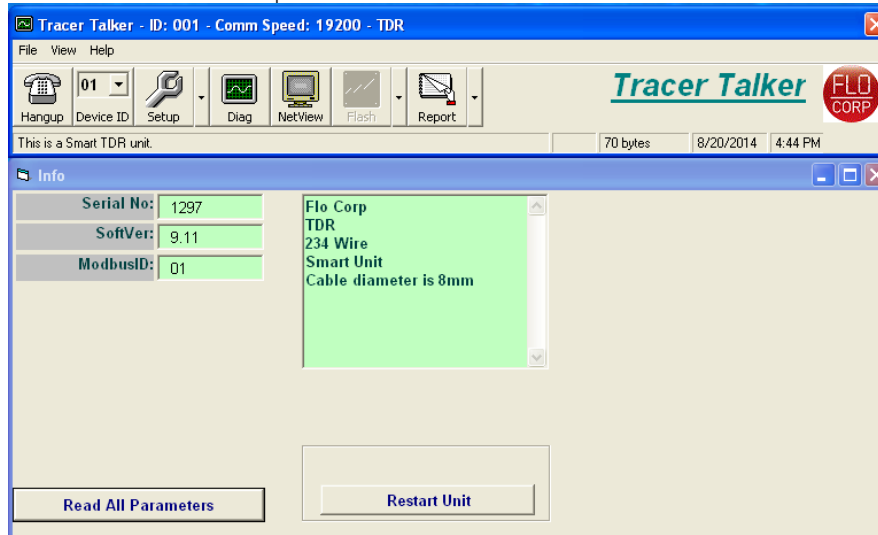 Tracer Talker - ID: 001 - Comm Speed: 19200 - TDR
File View Help
01
Hangup Device ID Setup Diag NetView Flash Report
Tracer Talker
FLO
CORP
This is a Smart TDR unit. 70 bytes 8/20/2014 4:44 PM
Info
Serial No: 1297
SoftVer: 9.11
ModbusID: 01
Flo Corp
TDR
234 Wire
Smart Unit
Cable diameter is 8mm
Read All Parameters
Restart Unit